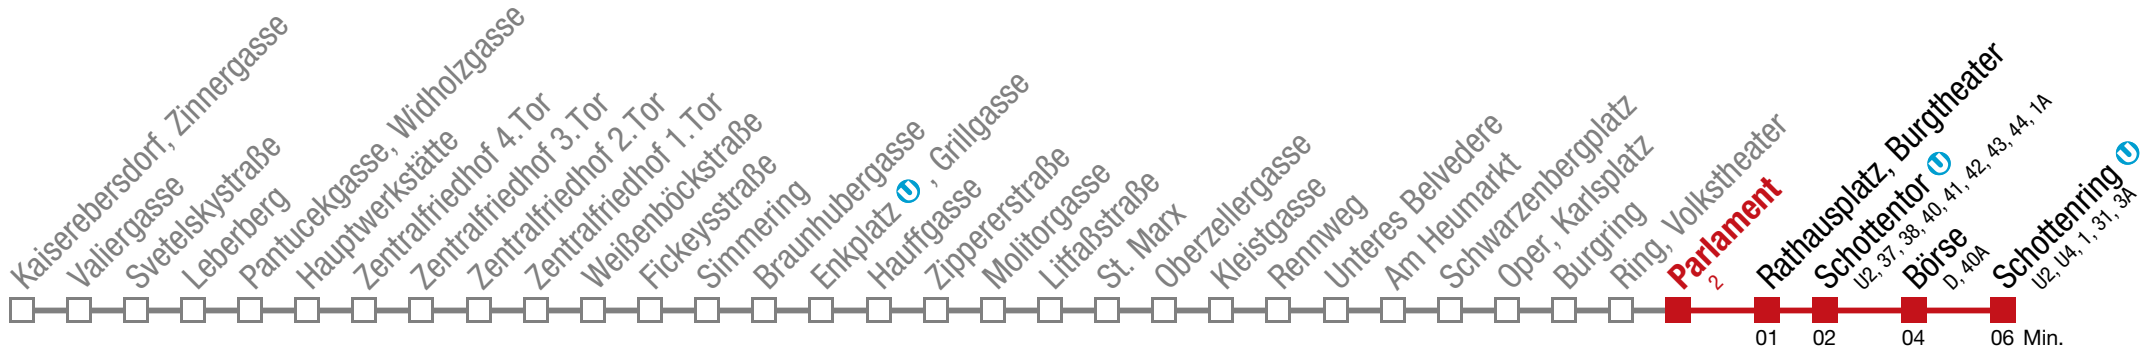 Kaiserebersdorf, Zinnergasse
Valiergasse
Svetelskystraße
Leberberg
Pantucekgasse, Widholzgasse
Hauptwerkstätte
Zentralfriedhof 4.Tor
Zentralfriedhof 3.Tor
Zentralfriedhof 2.Tor
Zentralfriedhof 1.Tor
Weißenböckstraße
Fickeysstraße
Simmering
Braunhubergasse
Enkplatz U , Grillgasse
Hauffgasse
Zippererstraße
Molitorgasse
Litfaßstraße
St. Marx
Oberzellergasse
Kleistgasse
Rennweg
Unteres Belvedere
Am Heumarkt
Schwarzenbergplatz
Oper, Karlsplatz
Burgring
Ring, Volkstheater
Parlament
2
Rathausplatz, Burgtheater
Schottentor U
U2, 37, 38, 40, 41, 42, 43, 44, 1A
Börse
D, 40A
Schottenring U
U2, U4, 1, 31, 3A
01 02 04 06 Min.